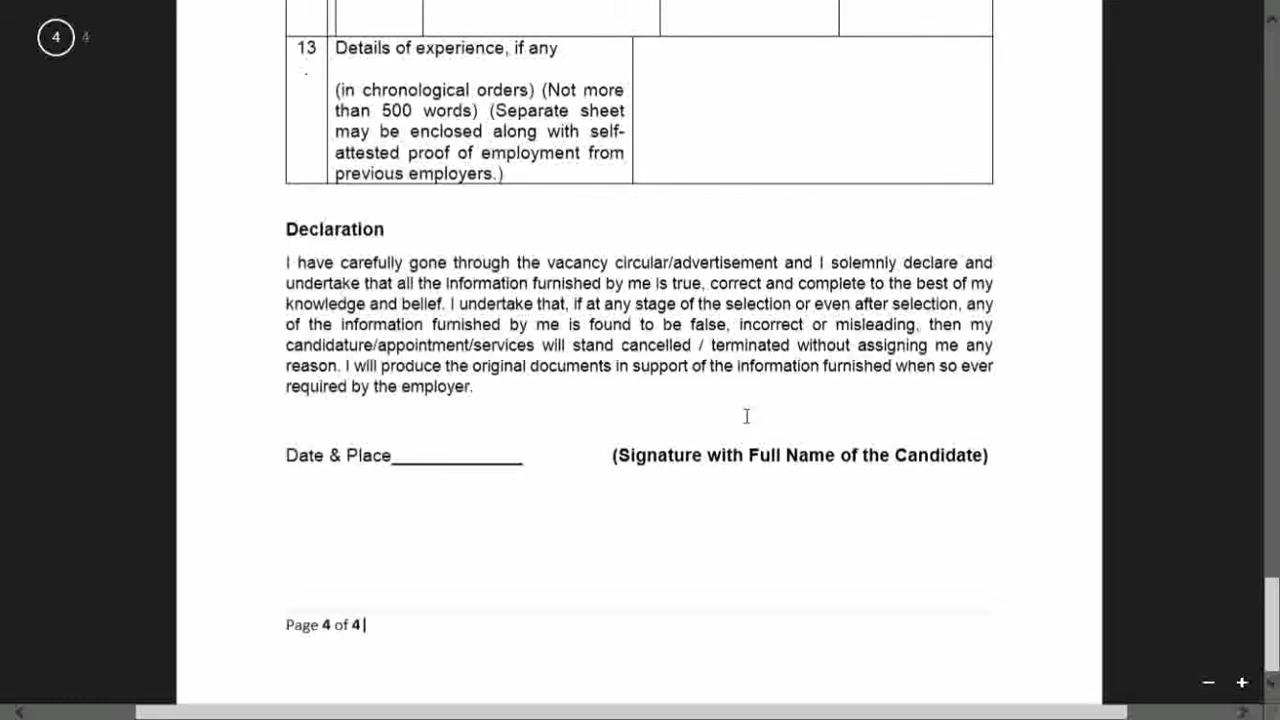 4 4
13 Details of experience, if any
.
(in chronological orders) (Not more
than 500 words) (Separate sheet
may be enclosed along with self-
attested proof of employment from
previous employers.)
Declaration
I have carefully gone through the vacancy circular/advertisement and I solemnly declare and
undertake that all the information furnished by me is true, correct and complete to the best of my
knowledge and belief. I undertake that, if at any stage of the selection or even after selection, any
of the information furnished by me is found to be false, incorrect or misleading, then my
candidature/appointment/services will stand cancelled / terminated without assigning me any
reason. I will produce the original documents in support of the information furnished when so ever
required by the employer.
Date & Place____________ (Signature with Full Name of the Candidate)
Page 4 of 4|